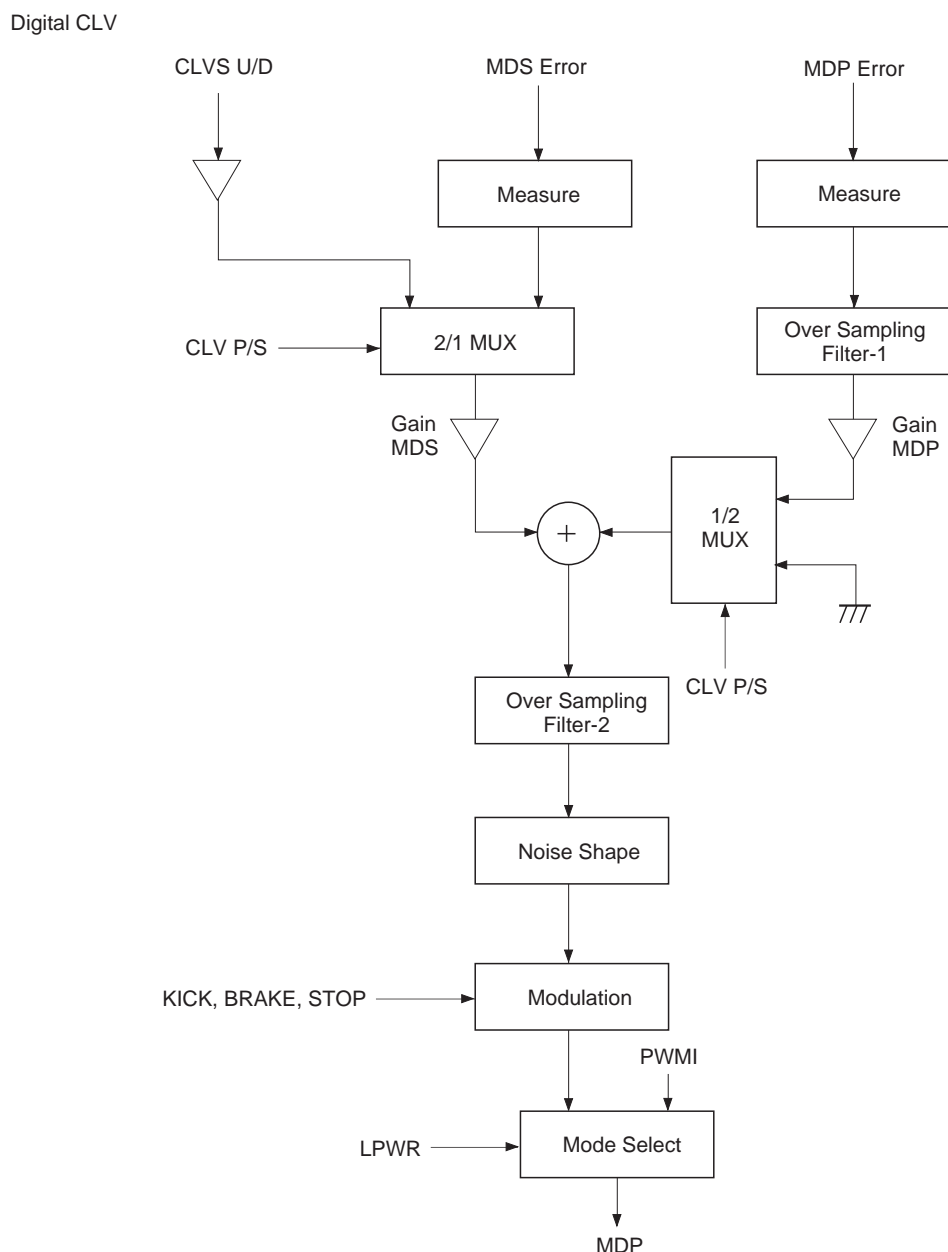 Digital CLV
CLVS U/D
MDS Error
MDP Error
Measure
Measure
2/1 MUX
Over Sampling
Filter-1
CLV P/S
Gain
MDS
Gain
MDP
1/2
MUX
+
CLV P/S
Over Sampling
Filter-2
Noise Shape
KICK, BRAKE, STOP
Modulation
PWMI
LPWR
Mode Select
MDP